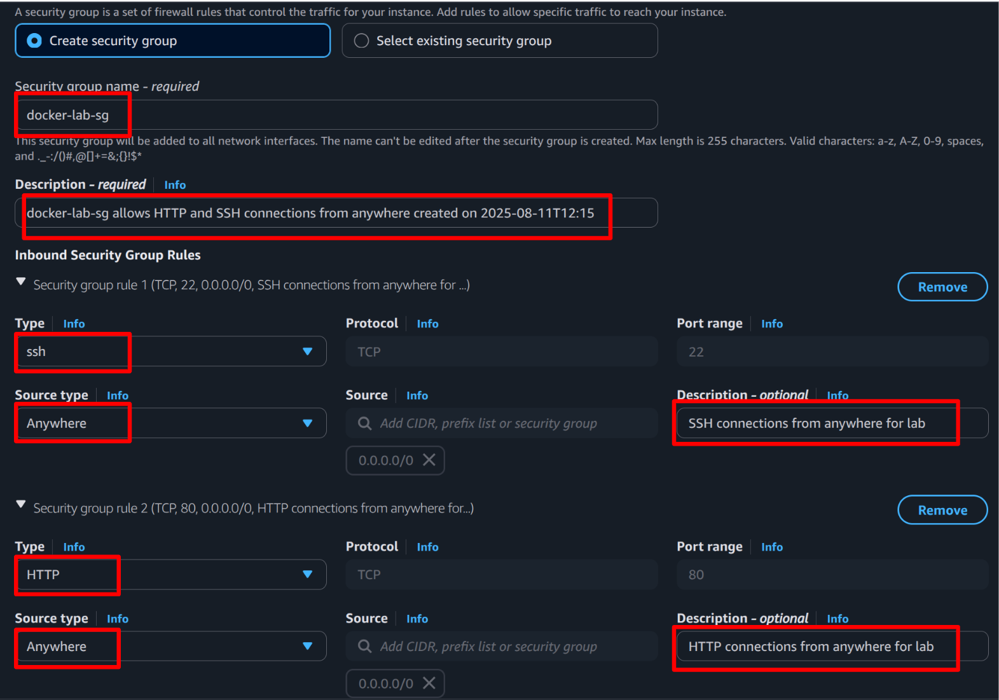 A security group is a set of firewall rules that control the traffic for your instance. Add rules to allow specific traffic to reach your instance.
Create security group
Select existing security group
Security group name - required
docker-lab-sg
This security group will be added to all network interfaces. The name can't be edited after the security group is created. Max length is 255 characters. Valid characters: a-z, A-Z, 0-9, spaces,
and ._-:/()#,@[]+=&;{}!$*
Description - required Info
docker-lab-sg allows HTTP and SSH connections from anywhere created on 2025-08-11T12:15
Inbound Security Group Rules
Security group rule 1 (TCP, 22, 0.0.0.0/0, SSH connections from anywhere for ...)
Remove
Type Info
Protocol Info
Port range Info
ssh
TCP
22
Source type Info
Source Info
Description - optional Info
Anywhere
Add CIDR, prefix list or security group
SSH connections from anywhere for lab
0.0.0.0/0
Security group rule 2 (TCP, 80, 0.0.0.0/0, HTTP connections from anywhere for...)
Remove
Type Info
Protocol Info
Port range Info
HTTP
TCP
80
Source type Info
Source Info
Description - optional Info
Anywhere
Add CIDR, prefix list or security group
HTTP connections from anywhere for lab
0.0.0.0/0